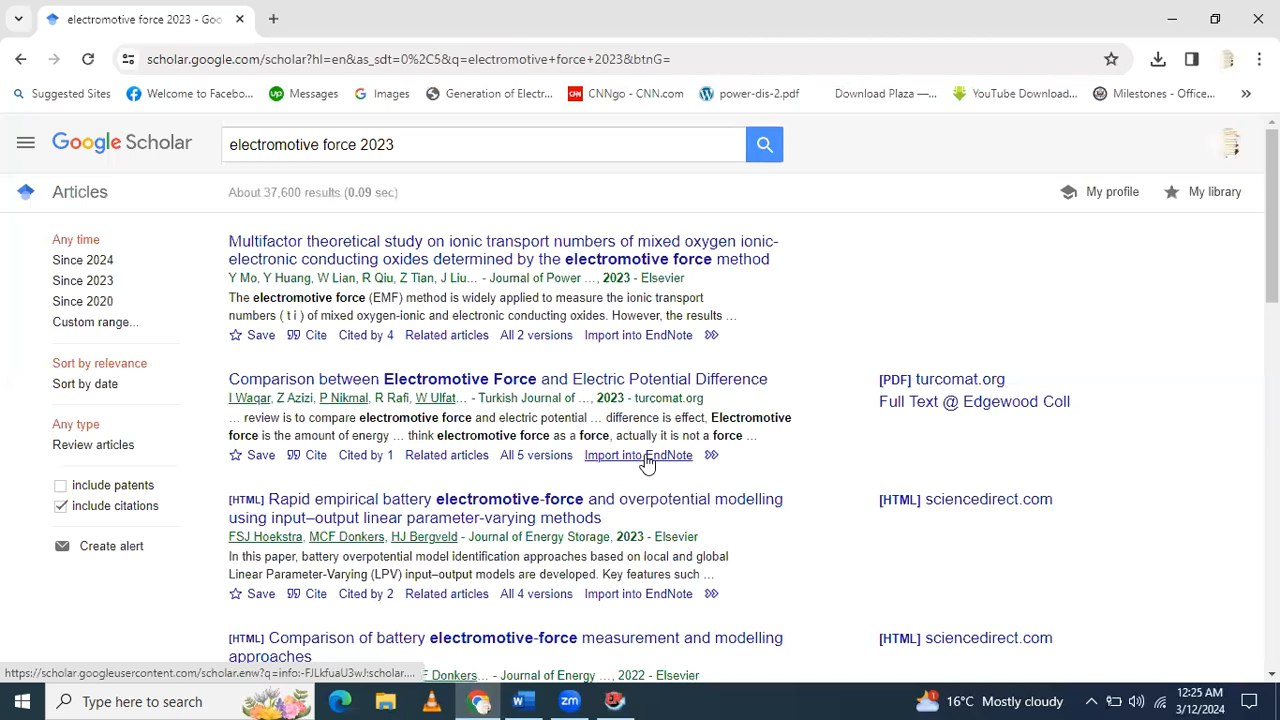 electromotive force 2023 - Goo
scholar.google.com/scholar?hl=en&as_sdt=0%2C5&q=electromotive+force+2023&btnG=
Suggested Sites
Welcome to Facebo...
Messages
Images
Generation of Electr...
CNNgo - CNN.com
power-dis-2.pdf
Download Plaza —...
YouTube Download...
Milestones - Office...
Google Scholar
electromotive force 2023
Articles
About 37,600 results (0.09 sec)
My profile
My library
Any time
Since 2024
Since 2023
Since 2020
Custom range...
Sort by relevance
Sort by date
Any type
Review articles
include patents
include citations
Create alert
Multifactor theoretical study on ionic transport numbers of mixed oxygen ionic-
electronic conducting oxides determined by the electromotive force method
Y Mo, Y Huang, W Lian, R Qiu, Z Tian, J Liu... - Journal of Power ..., 2023 - Elsevier
The electromotive force (EMF) method is widely applied to measure the ionic transport
numbers ( t i ) of mixed oxygen-ionic and electronic conducting oxides. However, the results ...
Save Cite Cited by 4 Related articles All 2 versions Import into EndNote
Comparison between Electromotive Force and Electric Potential Difference
I Waqar, Z Azizi, P Nikmal, R Rafi, W Ulfat... - Turkish Journal of ..., 2023 - turcomat.org
... review is to compare electromotive force and electric potential ... difference is effect, Electromotive
force is the amount of energy ... think electromotive force as a force, actually it is not a force ...
Save Cite Cited by 1 Related articles All 5 versions Import into EndNote
[PDF] turcomat.org
Full Text @ Edgewood Coll
[HTML] Rapid empirical battery electromotive-force and overpotential modelling
using input–output linear parameter-varying methods
FSJ Hoekstra, MCF Donkers, HJ Bergveld - Journal of Energy Storage, 2023 - Elsevier
In this paper, battery overpotential model identification approaches based on local and global
Linear Parameter-Varying (LPV) input–output models are developed. Key features such ...
Save Cite Cited by 2 Related articles All 4 versions Import into EndNote
[HTML] sciencedirect.com
[HTML] Comparison of battery electromotive-force measurement and modelling
approaches
F Donkers... - Journal of Energy ..., 2022 - Elsevier
[HTML] sciencedirect.com
https://scholar.googleusercontent.com/scholar.enw?q=info:-FJLkfuaU3wJ:scholar....
Type here to search
16°C Mostly cloudy
12:25 AM
3/12/2024